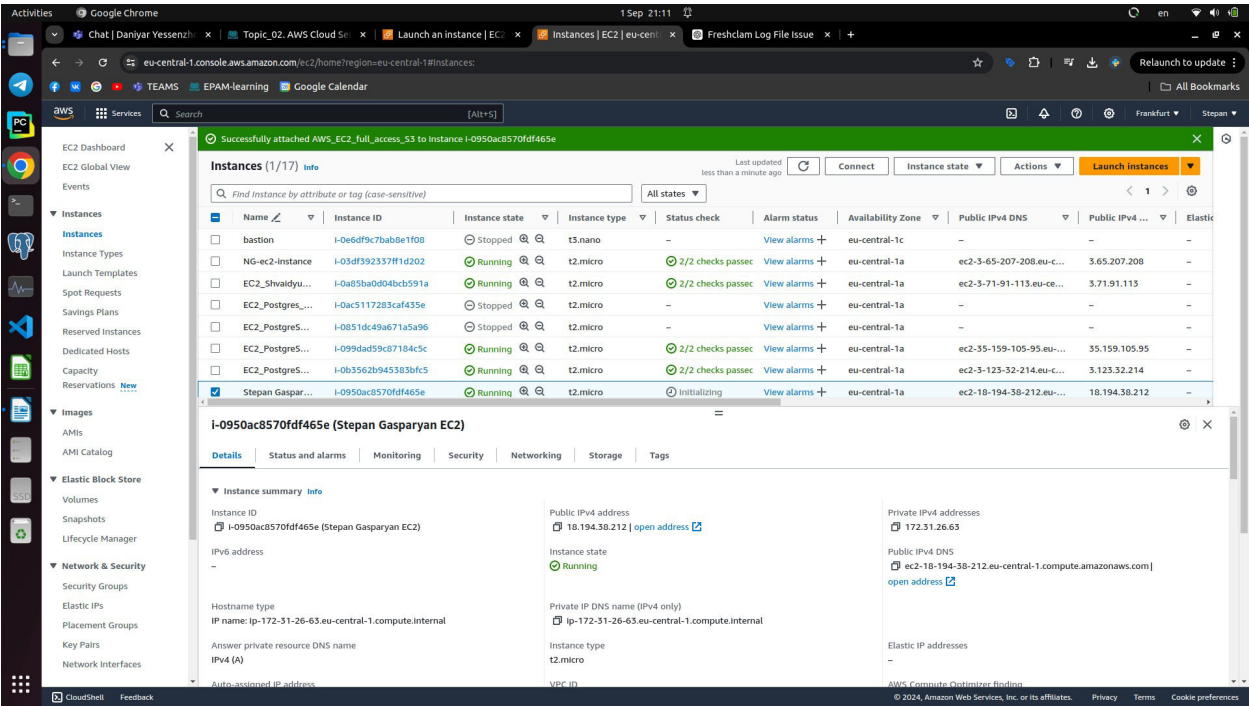 Activities Google Chrome 1 Sep 21:11 en
Chat | Daniyar Yessenzh Topic_02. AWS Cloud Se Launch an instance | EC2 Instances | EC2 | eu-cent Freshclam Log File Issue
eu-central-1.console.aws.amazon.com/ec2/home?region=eu-central-1#Instances: Relaunch to update
TEAMS EPAM-learning Google Calendar All Bookmarks
aws Services Search [Alt+S] Frankfurt ▼ Stepan ▼
EC2 Dashboard
EC2 Global View
Events
Instances
Instances
Instance Types
Launch Templates
Spot Requests
Savings Plans
Reserved Instances
Dedicated Hosts
Capacity
Reservations New
Images
AMIs
AMI Catalog
Elastic Block Store
Volumes
Snapshots
Lifecycle Manager
Network & Security
Security Groups
Elastic IPs
Placement Groups
Key Pairs
Network Interfaces
Successfully attached AWS_EC2_full_access_S3 to instance i-0950ac8570fdf465e
Instances (1/17) Info Last updated
less than a minute ago Connect Instance state ▼ Actions ▼ Launch instances ▼
Find Instance by attribute or tag (case-sensitive) All states ▼ 1
Name Instance ID Instance state Instance type Status check Alarm status Availability Zone Public IPv4 DNS Public IPv4 ... Elastic
bastion i-0e6df9c7bab8e1f08 Stopped t3.nano – View alarms + eu-central-1c – – –
NG-ec2-instance i-03df392337ff1d202 Running t2.micro 2/2 checks passec View alarms + eu-central-1a ec2-3-65-207-208.eu-c... 3.65.207.208 –
EC2_Shvaidyu... i-0a85ba0d04bcb591a Running t2.micro 2/2 checks passec View alarms + eu-central-1a ec2-3-71-91-113.eu-ce... 3.71.91.113 –
EC2_Postgres_... i-0ac5117283caf435e Stopped t2.micro – View alarms + eu-central-1a – – –
EC2_PostgreS... i-0851dc49a671a5a96 Stopped t2.micro – View alarms + eu-central-1a – – –
EC2_PostgreS... i-099dad59c87184c5c Running t2.micro 2/2 checks passec View alarms + eu-central-1a ec2-35-159-105-95.eu-... 35.159.105.95 –
EC2_PostgreS... i-0b3562b945383bfc5 Running t2.micro 2/2 checks passec View alarms + eu-central-1a ec2-3-123-32-214.eu-c... 3.123.32.214 –
Stepan Gaspar... i-0950ac8570fdf465e Running t2.micro Initializing View alarms + eu-central-1a ec2-18-194-38-212.eu-... 18.194.38.212 –
i-0950ac8570fdf465e (Stepan Gasparyan EC2)
Details Status and alarms Monitoring Security Networking Storage Tags
Instance summary Info
Instance ID
i-0950ac8570fdf465e (Stepan Gasparyan EC2)
Public IPv4 address
18.194.38.212 | open address
Private IPv4 addresses
172.31.26.63
IPv6 address
–
Instance state
Running
Public IPv4 DNS
ec2-18-194-38-212.eu-central-1.compute.amazonaws.com |
open address
Hostname type
IP name: ip-172-31-26-63.eu-central-1.compute.internal
Private IP DNS name (IPv4 only)
ip-172-31-26-63.eu-central-1.compute.internal
Answer private resource DNS name
IPv4 (A)
Instance type
t2.micro
Elastic IP addresses
–
Auto-assigned IP address
VPC ID
AWS Compute Optimizer finding
CloudShell Feedback © 2024, Amazon Web Services, Inc. or its affiliates. Privacy Terms Cookie preferences